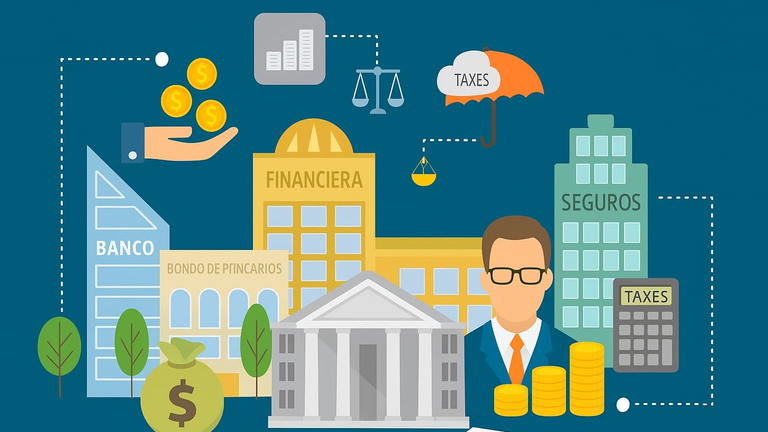 TAXES
FINANCIERA
SEGUROS
BANCO
BONDO DE PIINCARIOS
TAXES
$
$
$
$